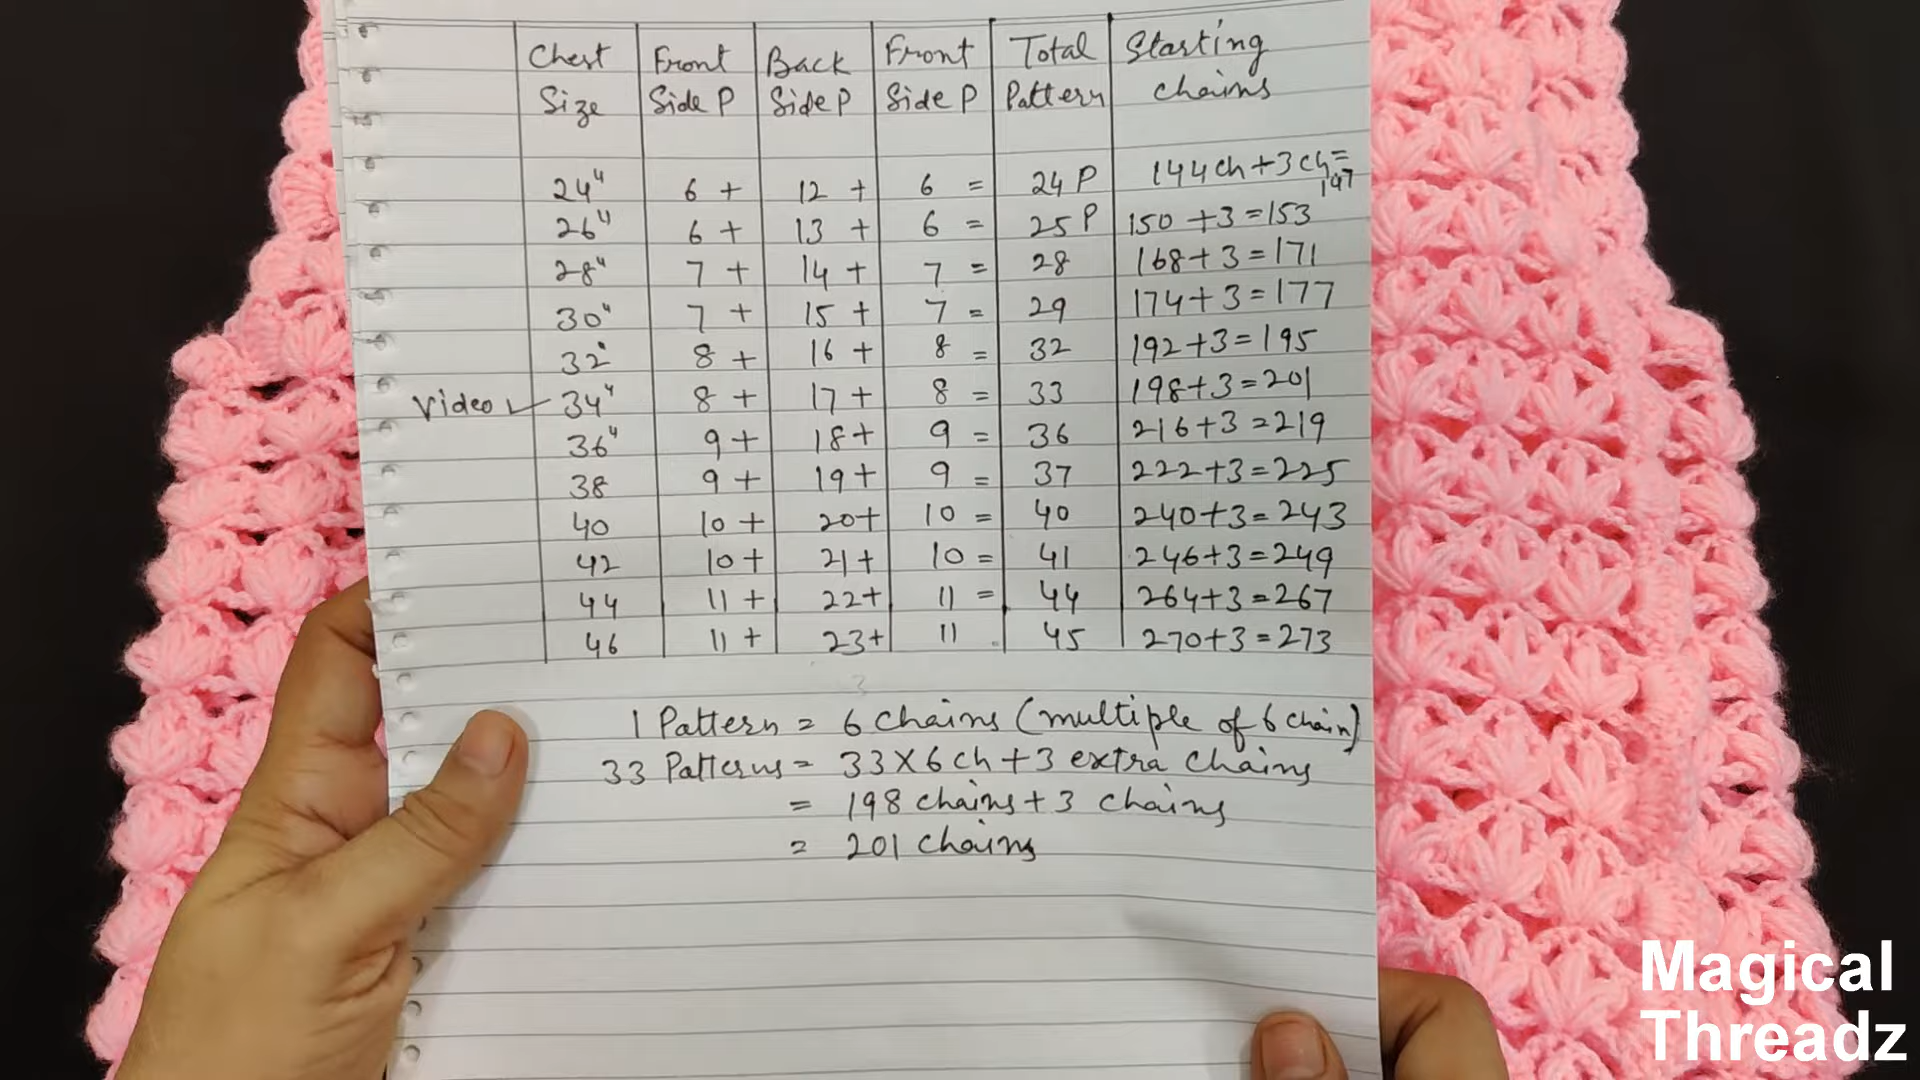 Chest Size Front Side P Back Side P Front Side P Total Pattern Starting chains
24" 6 + 12 + 6 = 24 P 144 ch + 3 ch = 147
26" 6 + 13 + 6 = 25 P 150 + 3 = 153
28" 7 + 14 + 7 = 28 168 + 3 = 171
30" 7 + 15 + 7 = 29 174 + 3 = 177
32" 8 + 16 + 8 = 32 192 + 3 = 195
Video ✓ 34" 8 + 17 + 8 = 33 198 + 3 = 201
36" 9 + 18 + 9 = 36 216 + 3 = 219
38 9 + 19 + 9 = 37 222 + 3 = 225
40 10 + 20 + 10 = 40 240 + 3 = 243
42 10 + 21 + 10 = 41 246 + 3 = 249
44 11 + 22 + 11 = 44 264 + 3 = 267
46 11 + 23 + 11 45 270 + 3 = 273
1 Pattern = 6 chains (multiple of 6 chain)
33 Patterns = 33 X 6 ch + 3 extra chains
= 198 chains + 3 chains
= 201 chains
Magical
Threadz